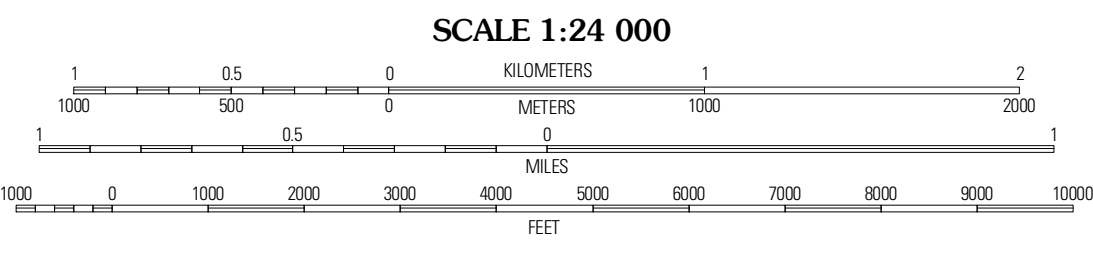 SCALE 1:24 000
1 0.5 0 KILOMETERS 1 2
1000 500 0 METERS 1000 2000
1 0.5 0 1
MILES
1000 0 1000 2000 3000 4000 5000 6000 7000 8000 9000 10000
FEET